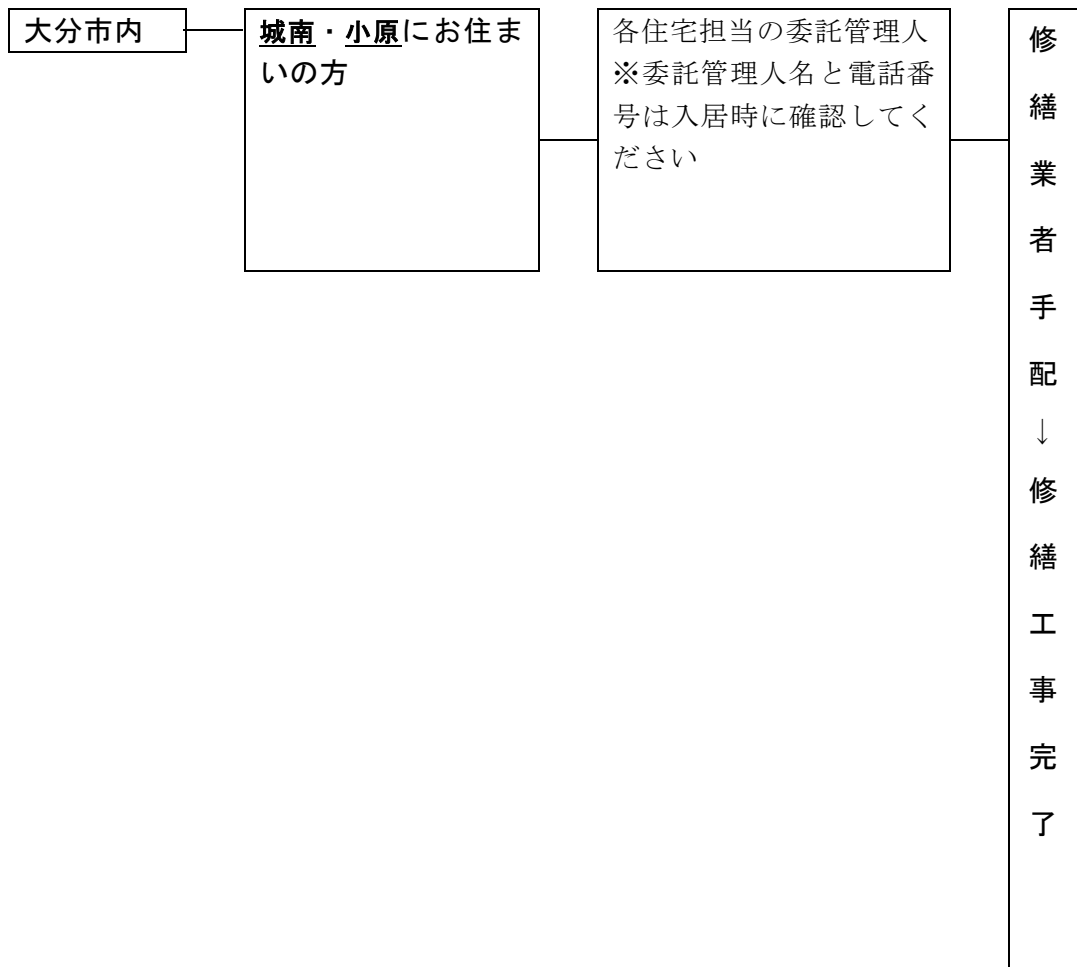 大分市内
城南・小原にお住ま
いの方
各住宅担当の委託管理人
※委託管理人名と電話番
号は入居時に確認してく
ださい
修繕業者手配↓修繕工事完了